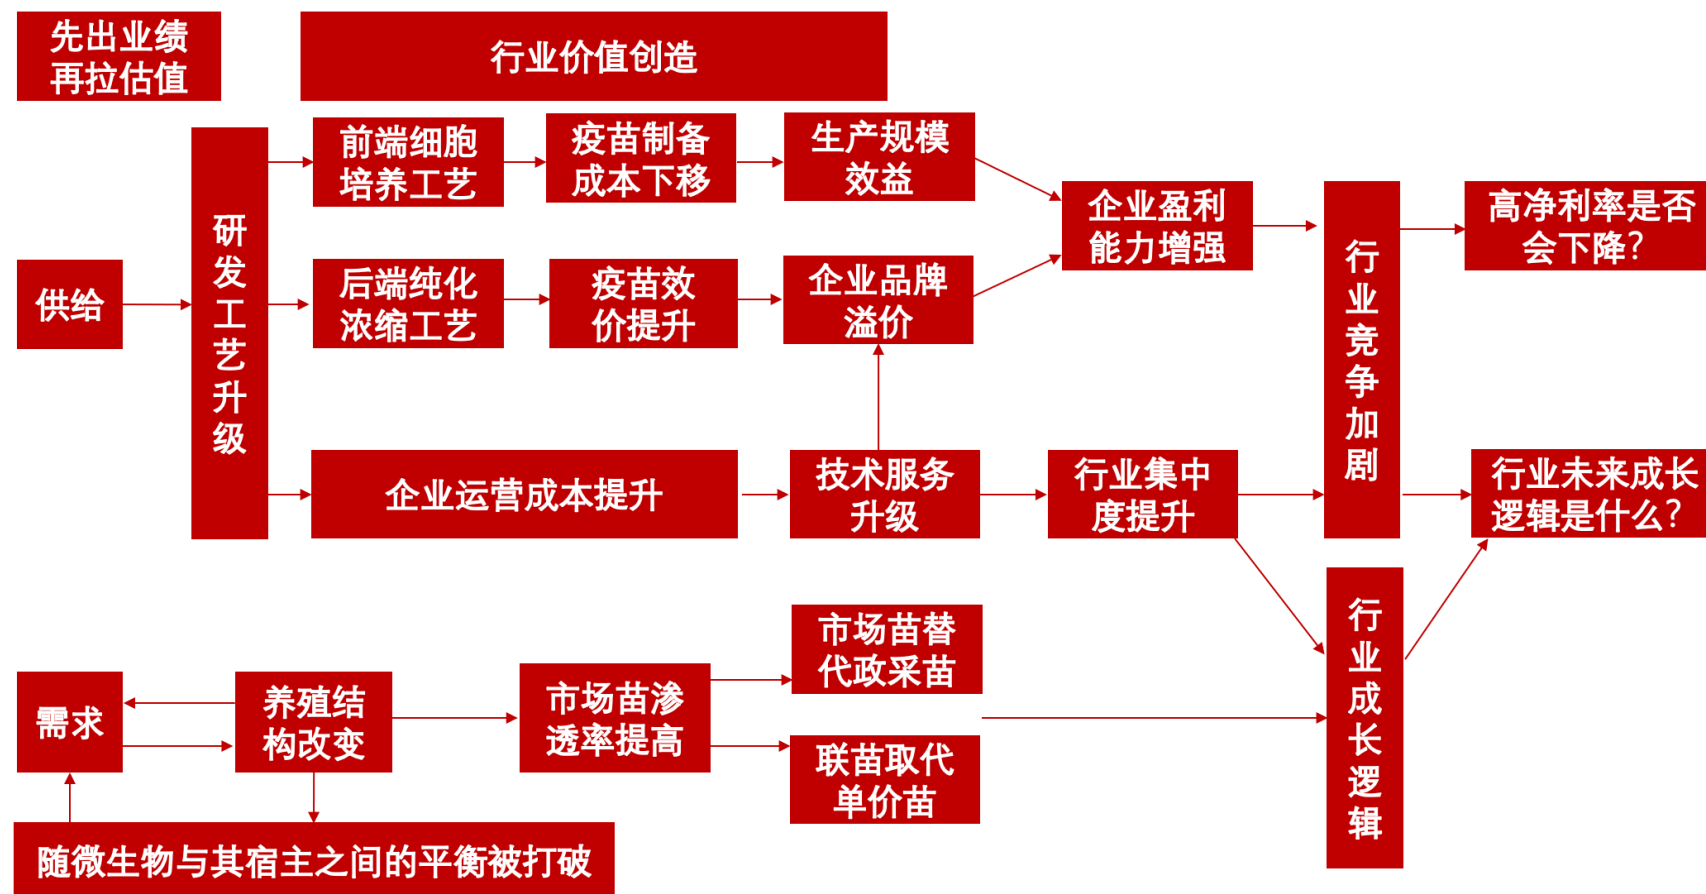 先出业绩
再拉估值
行业价值创造
供给
研
发
工
艺
升
级
前端细胞
培养工艺
疫苗制备
成本下移
生产规模
效益
后端纯化
浓缩工艺
疫苗效
价提升
企业品牌
溢价
企业盈利
能力增强
企业运营成本提升
技术服务
升级
行业集中
度提升
行
业
竞
争
加
剧
高净利率是否
会下降?
行业未来成长
逻辑是什么?
需求
养殖结
构改变
市场苗渗
透率提高
市场苗替
代政采苗
联苗取代
单价苗
行
业
成
长
逻
辑
随微生物与其宿主之间的平衡被打破